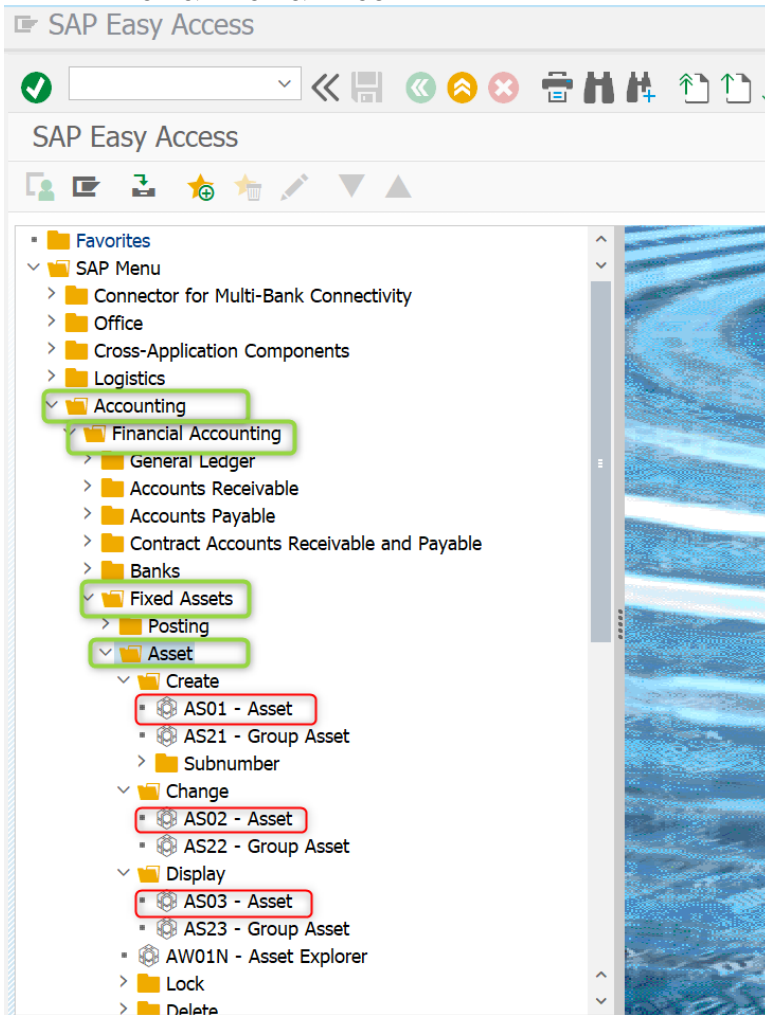 SAP Easy Access
SAP Easy Access
Favorites
SAP Menu
Connector for Multi-Bank Connectivity
Office
Cross-Application Components
Logistics
Accounting
Financial Accounting
General Ledger
Accounts Receivable
Accounts Payable
Contract Accounts Receivable and Payable
Banks
Fixed Assets
Posting
Asset
Create
AS01 - Asset
AS21 - Group Asset
Subnumber
Change
AS02 - Asset
AS22 - Group Asset
Display
AS03 - Asset
AS23 - Group Asset
AW01N - Asset Explorer
Lock
Delete